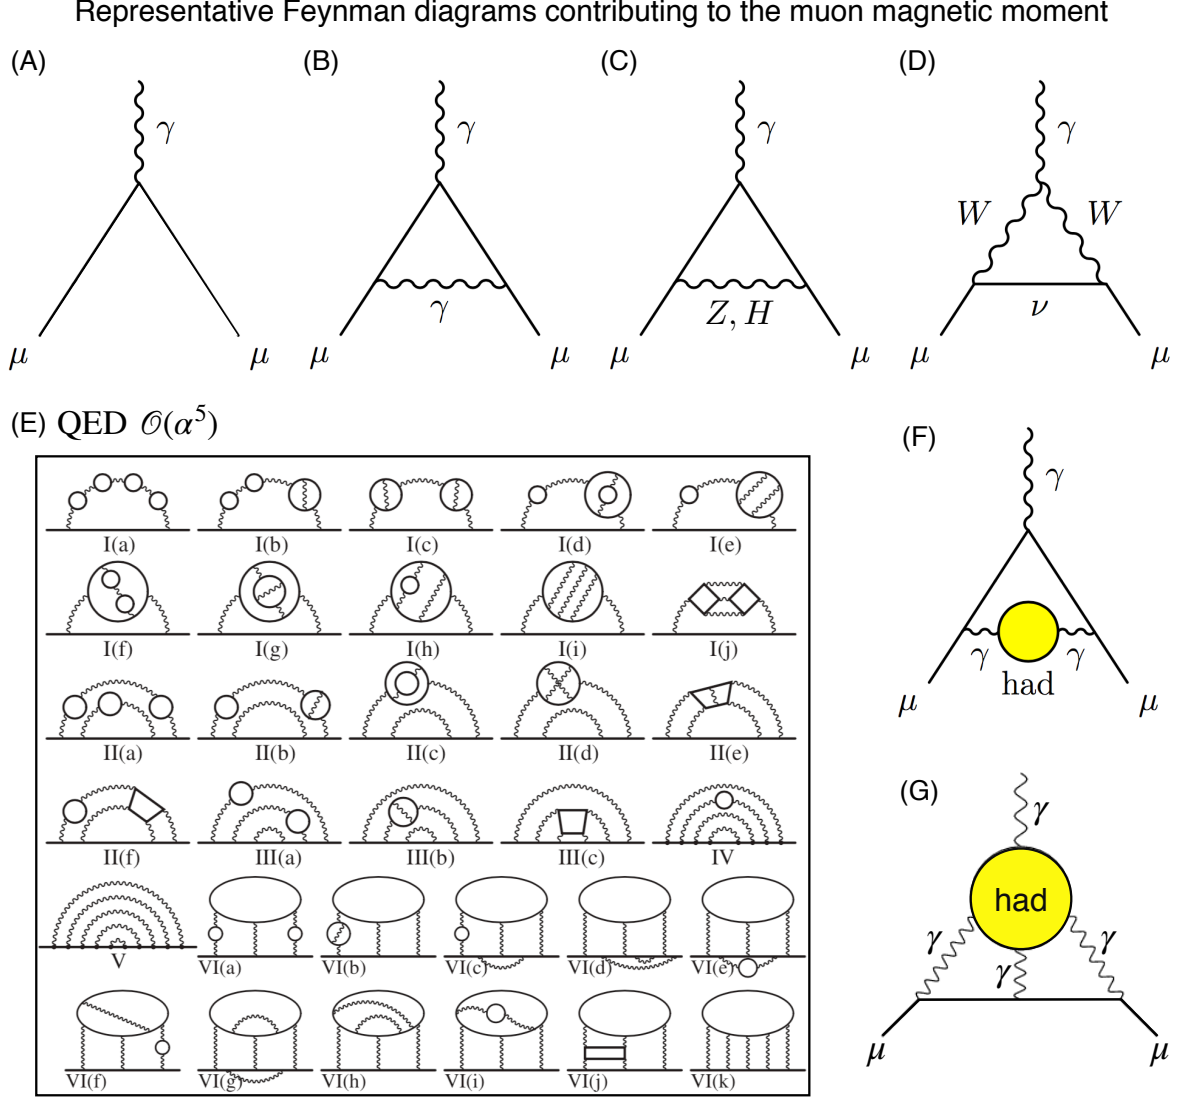 Representative Feynman diagrams contributing to the muon magnetic moment
(A) (B) (C) (D)
γ γ γ γ
W W
γ Z, H ν
μ μ μ μ μ μ μ μ
(E) QED 𝒪(α⁵)
I(a) I(b) I(c) I(d) I(e)
I(f) I(g) I(h) I(i) I(j)
II(a) II(b) II(c) II(d) II(e)
II(f) III(a) III(b) III(c) IV
V VI(a) VI(b) VI(c) VI(d) VI(e)
VI(f) VI(g) VI(h) VI(i) VI(j) VI(k)
(F)
γ
γ γ
had
μ μ
(G)
γ
had
γ γ γ
μ μ